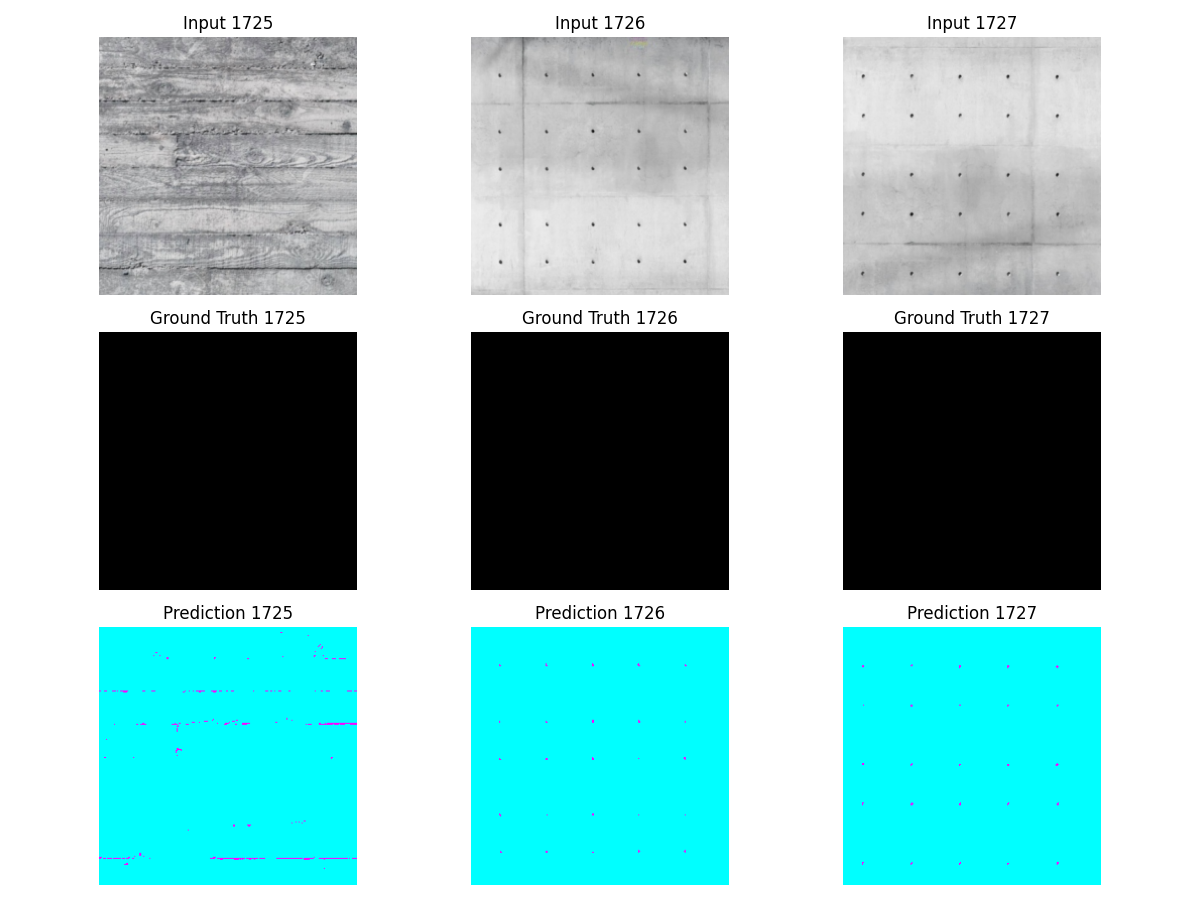 Input 1725
Input 1726
Input 1727
Ground Truth 1725
Ground Truth 1726
Ground Truth 1727
Prediction 1725
Prediction 1726
Prediction 1727